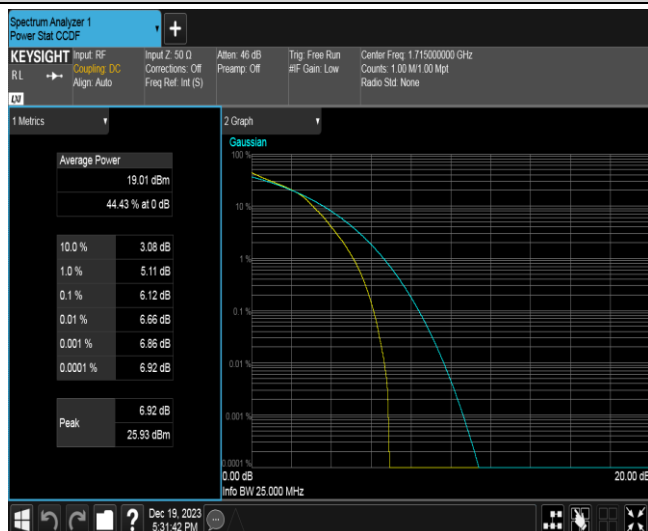 Spectrum Analyzer 1
Power Stat CCDF
+
KEYSIGHT
RL
LXI
Input: RF
Coupling: DC
Align: Auto
Input Z: 50 Ω
Corrections: Off
Freq Ref: Int (S)
Atten: 46 dB
Preamp: Off
Trig: Free Run
#IF Gain: Low
Center Freq: 1.715000000 GHz
Counts: 1.00 M/1.00 Mpt
Radio Std: None
1 Metrics
Average Power
19.01 dBm
44.43 % at 0 dB
10.0 % 3.08 dB
1.0 % 5.11 dB
0.1 % 6.12 dB
0.01 % 6.66 dB
0.001 % 6.86 dB
0.0001 % 6.92 dB
Peak
6.92 dB
25.93 dBm
2 Graph
Gaussian
100 %
10 %
1 %
0.1 %
0.01 %
0.001 %
0.0001 %
0.00 dB
20.00 dB
Info BW 25.000 MHz
?
Dec 19, 2023
5:31:42 PM